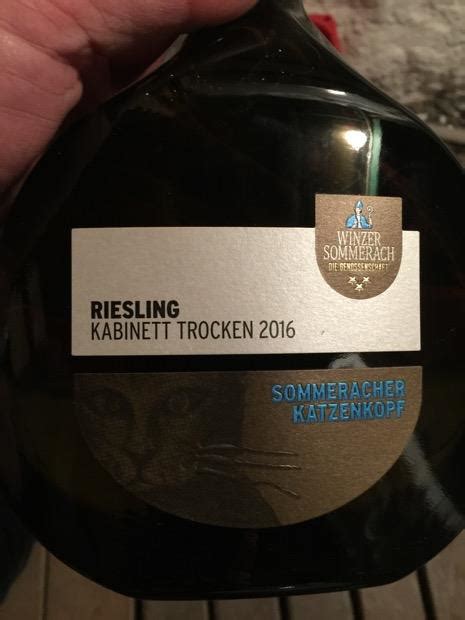 WINZER
SOMMERACH
DIE GENOSSENSCHAFT
RIESLING
KABINETT TROCKEN 2016
SOMMERACHER
KATZENKOPF